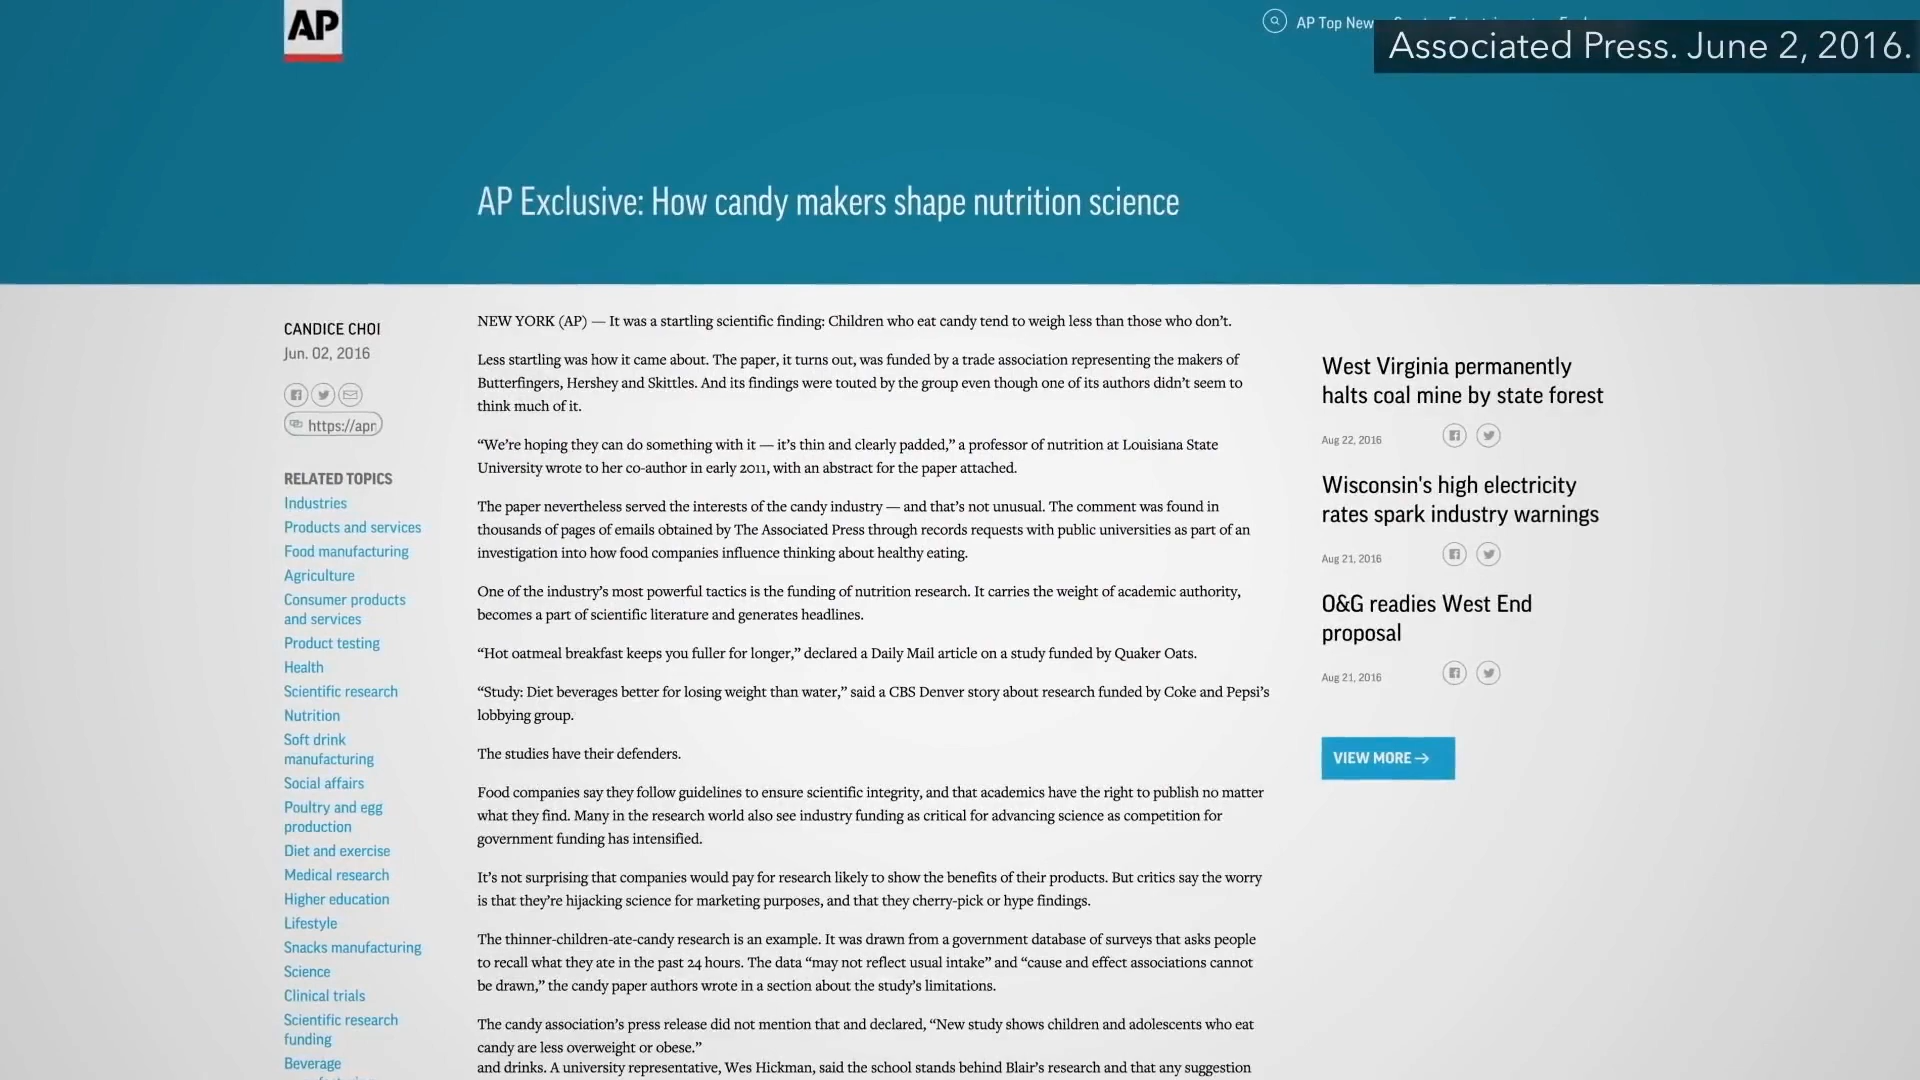 AP
AP Top New
Associated Press. June 2, 2016.
AP Exclusive: How candy makers shape nutrition science
CANDICE CHOI
Jun. 02, 2016
https://apr
RELATED TOPICS
Industries
Products and services
Food manufacturing
Agriculture
Consumer products
and services
Product testing
Health
Scientific research
Nutrition
Soft drink
manufacturing
Social affairs
Poultry and egg
production
Diet and exercise
Medical research
Higher education
Lifestyle
Snacks manufacturing
Science
Clinical trials
Scientific research
funding
Beverage
NEW YORK (AP) — It was a startling scientific finding: Children who eat candy tend to weigh less than those who don’t.
Less startling was how it came about. The paper, it turns out, was funded by a trade association representing the makers of
Butterfingers, Hershey and Skittles. And its findings were touted by the group even though one of its authors didn’t seem to
think much of it.
“We’re hoping they can do something with it — it’s thin and clearly padded,” a professor of nutrition at Louisiana State
University wrote to her co-author in early 2011, with an abstract for the paper attached.
The paper nevertheless served the interests of the candy industry — and that’s not unusual. The comment was found in
thousands of pages of emails obtained by The Associated Press through records requests with public universities as part of an
investigation into how food companies influence thinking about healthy eating.
One of the industry’s most powerful tactics is the funding of nutrition research. It carries the weight of academic authority,
becomes a part of scientific literature and generates headlines.
“Hot oatmeal breakfast keeps you fuller for longer,” declared a Daily Mail article on a study funded by Quaker Oats.
“Study: Diet beverages better for losing weight than water,” said a CBS Denver story about research funded by Coke and Pepsi’s
lobbying group.
The studies have their defenders.
Food companies say they follow guidelines to ensure scientific integrity, and that academics have the right to publish no matter
what they find. Many in the research world also see industry funding as critical for advancing science as competition for
government funding has intensified.
It’s not surprising that companies would pay for research likely to show the benefits of their products. But critics say the worry
is that they’re hijacking science for marketing purposes, and that they cherry-pick or hype findings.
The thinner-children-ate-candy research is an example. It was drawn from a government database of surveys that asks people
to recall what they ate in the past 24 hours. The data “may not reflect usual intake” and “cause and effect associations cannot
be drawn,” the candy paper authors wrote in a section about the study’s limitations.
The candy association’s press release did not mention that and declared, “New study shows children and adolescents who eat
candy are less overweight or obese.”
and drinks. A university representative, Wes Hickman, said the school stands behind Blair’s research and that any suggestion
West Virginia permanently
halts coal mine by state forest
Aug 22, 2016
Wisconsin's high electricity
rates spark industry warnings
Aug 21, 2016
O&G readies West End
proposal
Aug 21, 2016
VIEW MORE →